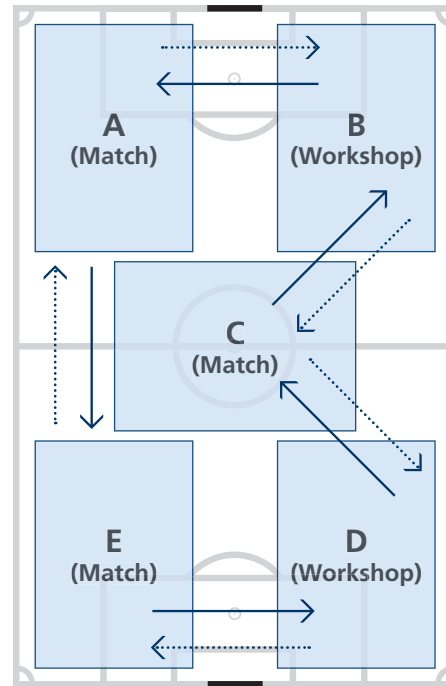 A
(Match)
B
(Workshop)
C
(Match)
E
(Match)
D
(Workshop)